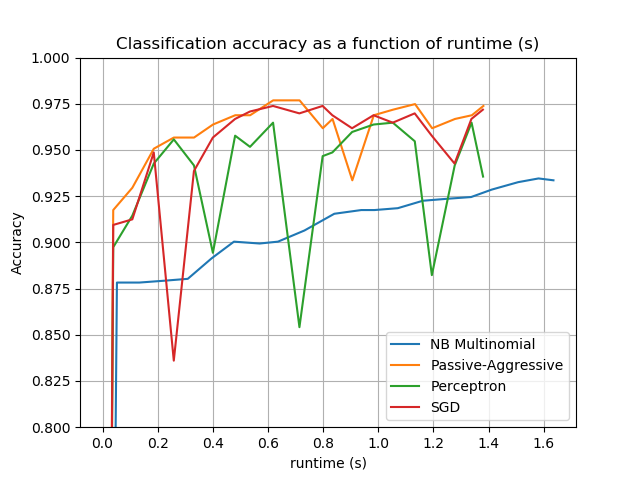 Classification accuracy as a function of runtime (s)
1.000
0.975
0.950
0.925
0.900
0.875
0.850
0.825
0.800
Accuracy
0.0 0.2 0.4 0.6 0.8 1.0 1.2 1.4 1.6
runtime (s)
NB Multinomial
Passive-Aggressive
Perceptron
SGD